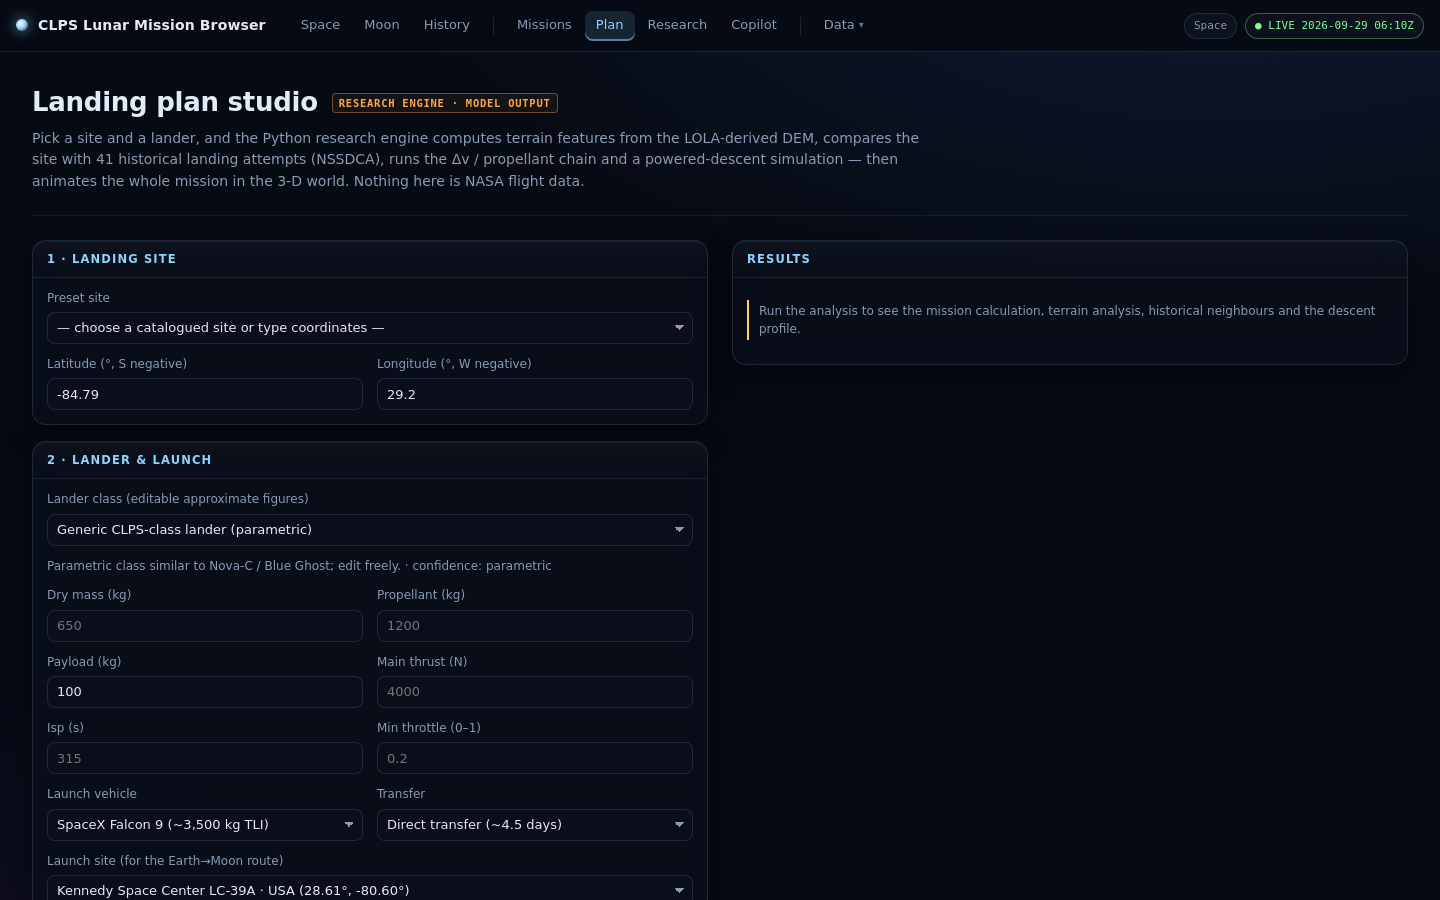 CLPS Lunar Mission Browser
Space
Moon
History
Missions
Plan
Research
Copilot
Data ▾
Space
● LIVE 2026-09-29 06:10Z
Landing plan studio
RESEARCH ENGINE · MODEL OUTPUT
Pick a site and a lander, and the Python research engine computes terrain features from the LOLA-derived DEM, compares the
site with 41 historical landing attempts (NSSDCA), runs the Δv / propellant chain and a powered-descent simulation — then
animates the whole mission in the 3-D world. Nothing here is NASA flight data.
1 · LANDING SITE
Preset site
— choose a catalogued site or type coordinates —
Latitude (°, S negative)
Longitude (°, W negative)
-84.79
29.2
2 · LANDER & LAUNCH
Lander class (editable approximate figures)
Generic CLPS-class lander (parametric)
Parametric class similar to Nova-C / Blue Ghost; edit freely. · confidence: parametric
Dry mass (kg)
Propellant (kg)
650
1200
Payload (kg)
Main thrust (N)
100
4000
Isp (s)
Min throttle (0–1)
315
0.2
Launch vehicle
Transfer
SpaceX Falcon 9 (~3,500 kg TLI)
Direct transfer (~4.5 days)
Launch site (for the Earth→Moon route)
Kennedy Space Center LC-39A · USA (28.61°, -80.60°)
RESULTS
Run the analysis to see the mission calculation, terrain analysis, historical neighbours and the descent
profile.